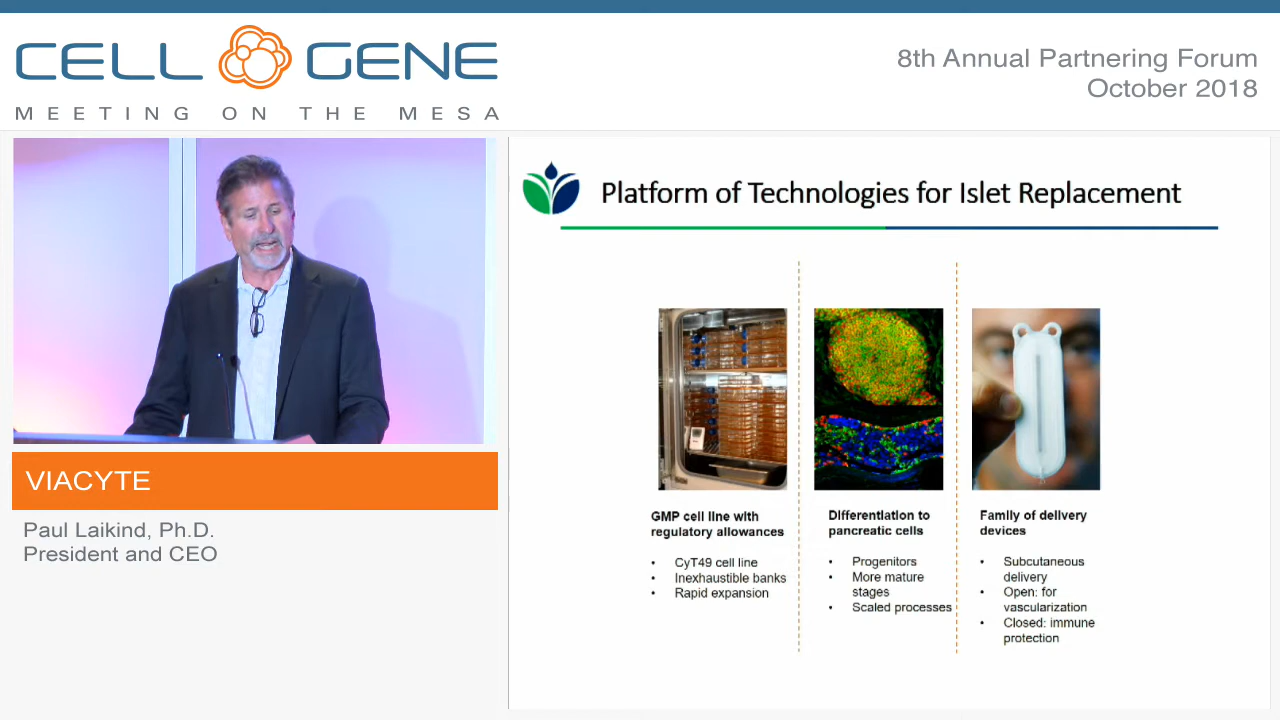 CELL GENE
MEETING ON THE MESA
8th Annual Partnering Forum
October 2018
Platform of Technologies for Islet Replacement
GMP cell line with
regulatory allowances
• CyT49 cell line
• Inexhaustible banks
• Rapid expansion
Differentiation to
pancreatic cells
• Progenitors
• More mature
stages
• Scaled processes
Family of delivery
devices
• Subcutaneous
delivery
• Open: for
vascularization
• Closed: immune
protection
VIACYTE
Paul Laikind, Ph.D.
President and CEO